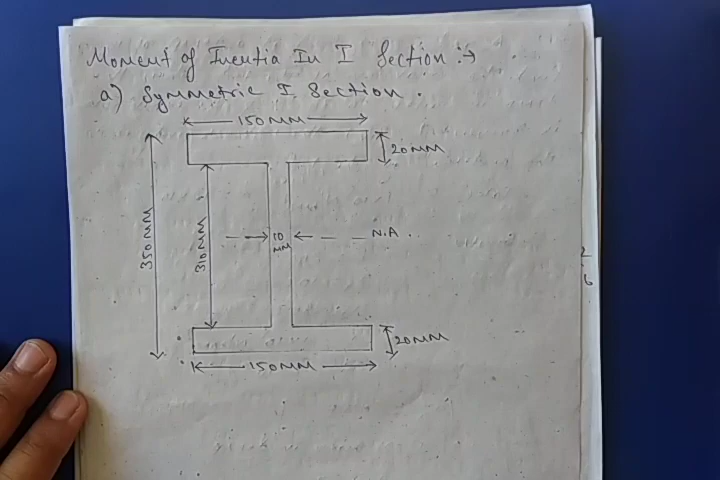 Moment of Inertia In I Section :→
a) Symmetric I Section .
150MM
20MM
350MM
310MM
10
MM
N.A
20MM
150MM